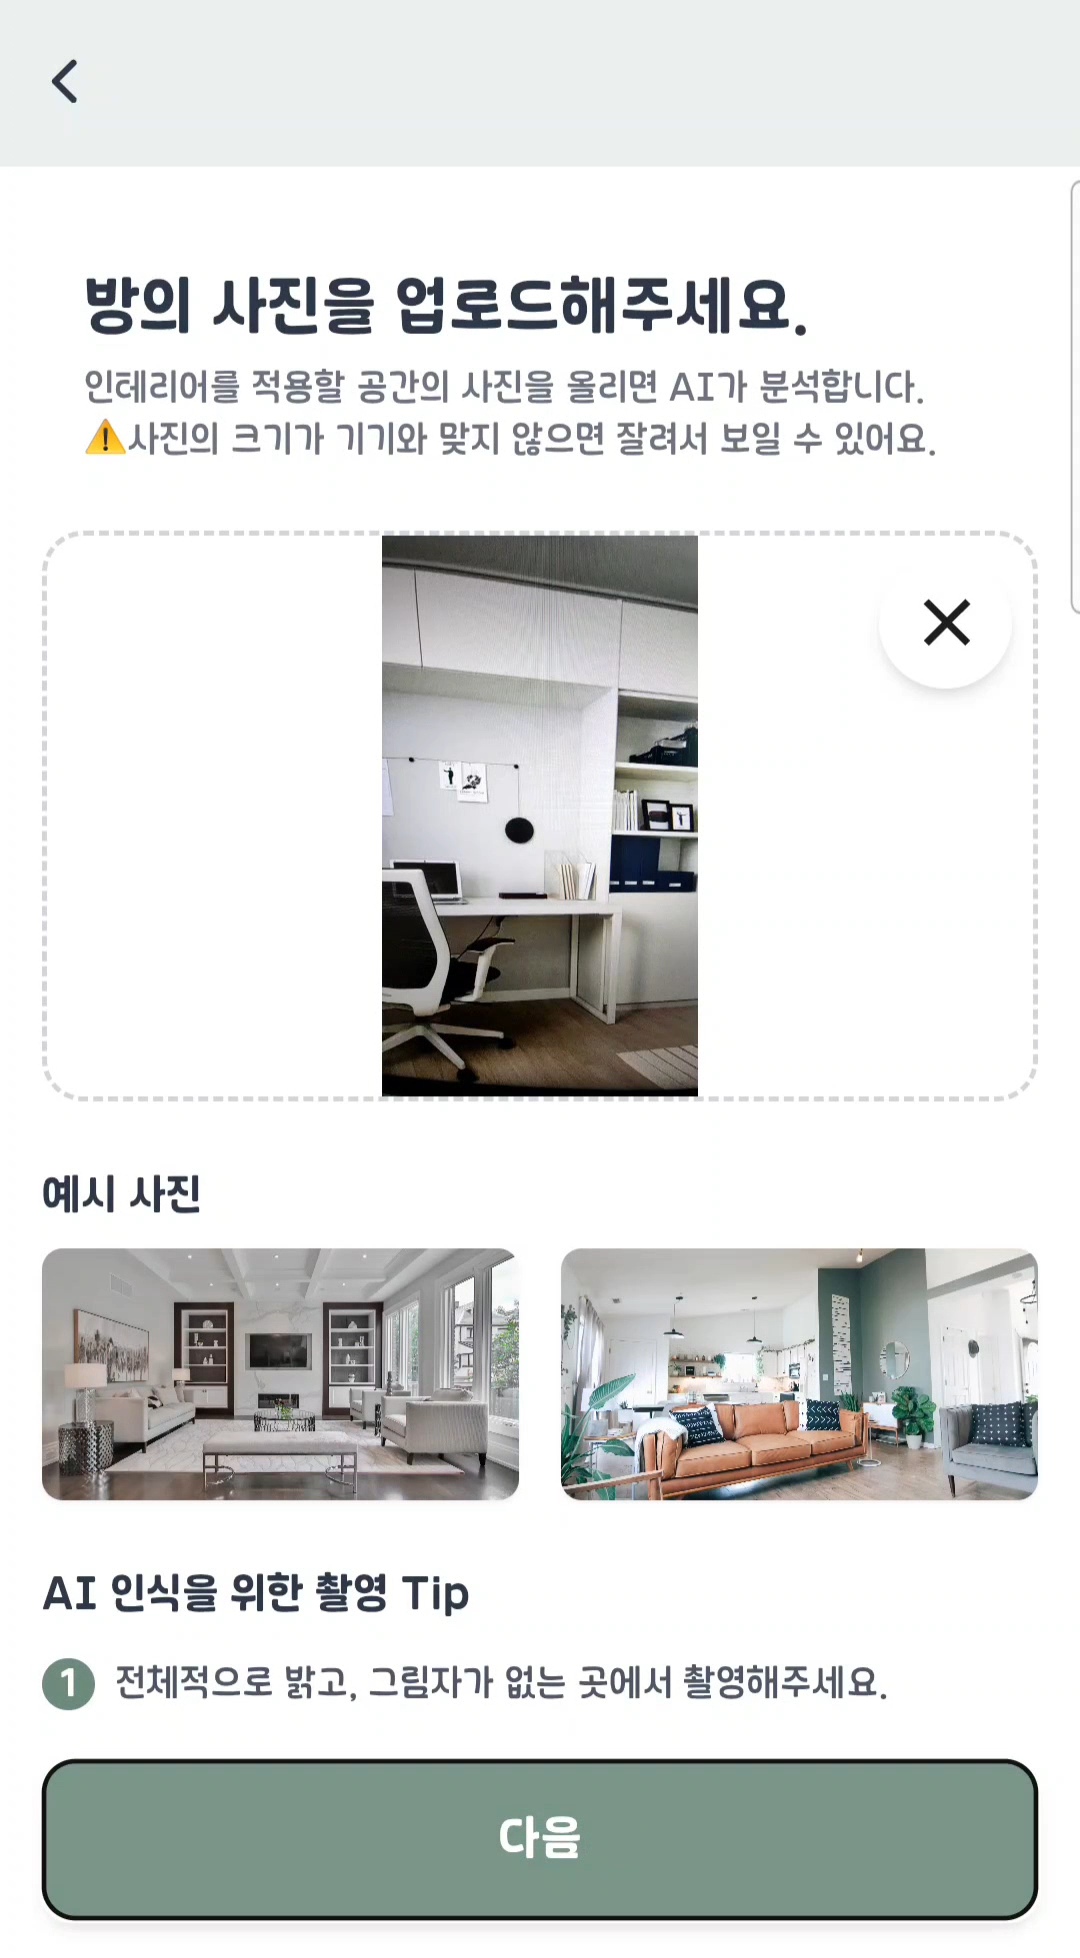 방의 사진을 업로드해주세요.
인테리어를 적용할 공간의 사진을 올리면 AI가 분석합니다.
⚠️사진의 크기가 기기와 맞지 않으면 잘려서 보일 수 있어요.
예시 사진
AI 인식을 위한 촬영 Tip
1 전체적으로 밝고, 그림자가 없는 곳에서 촬영해주세요.
다음